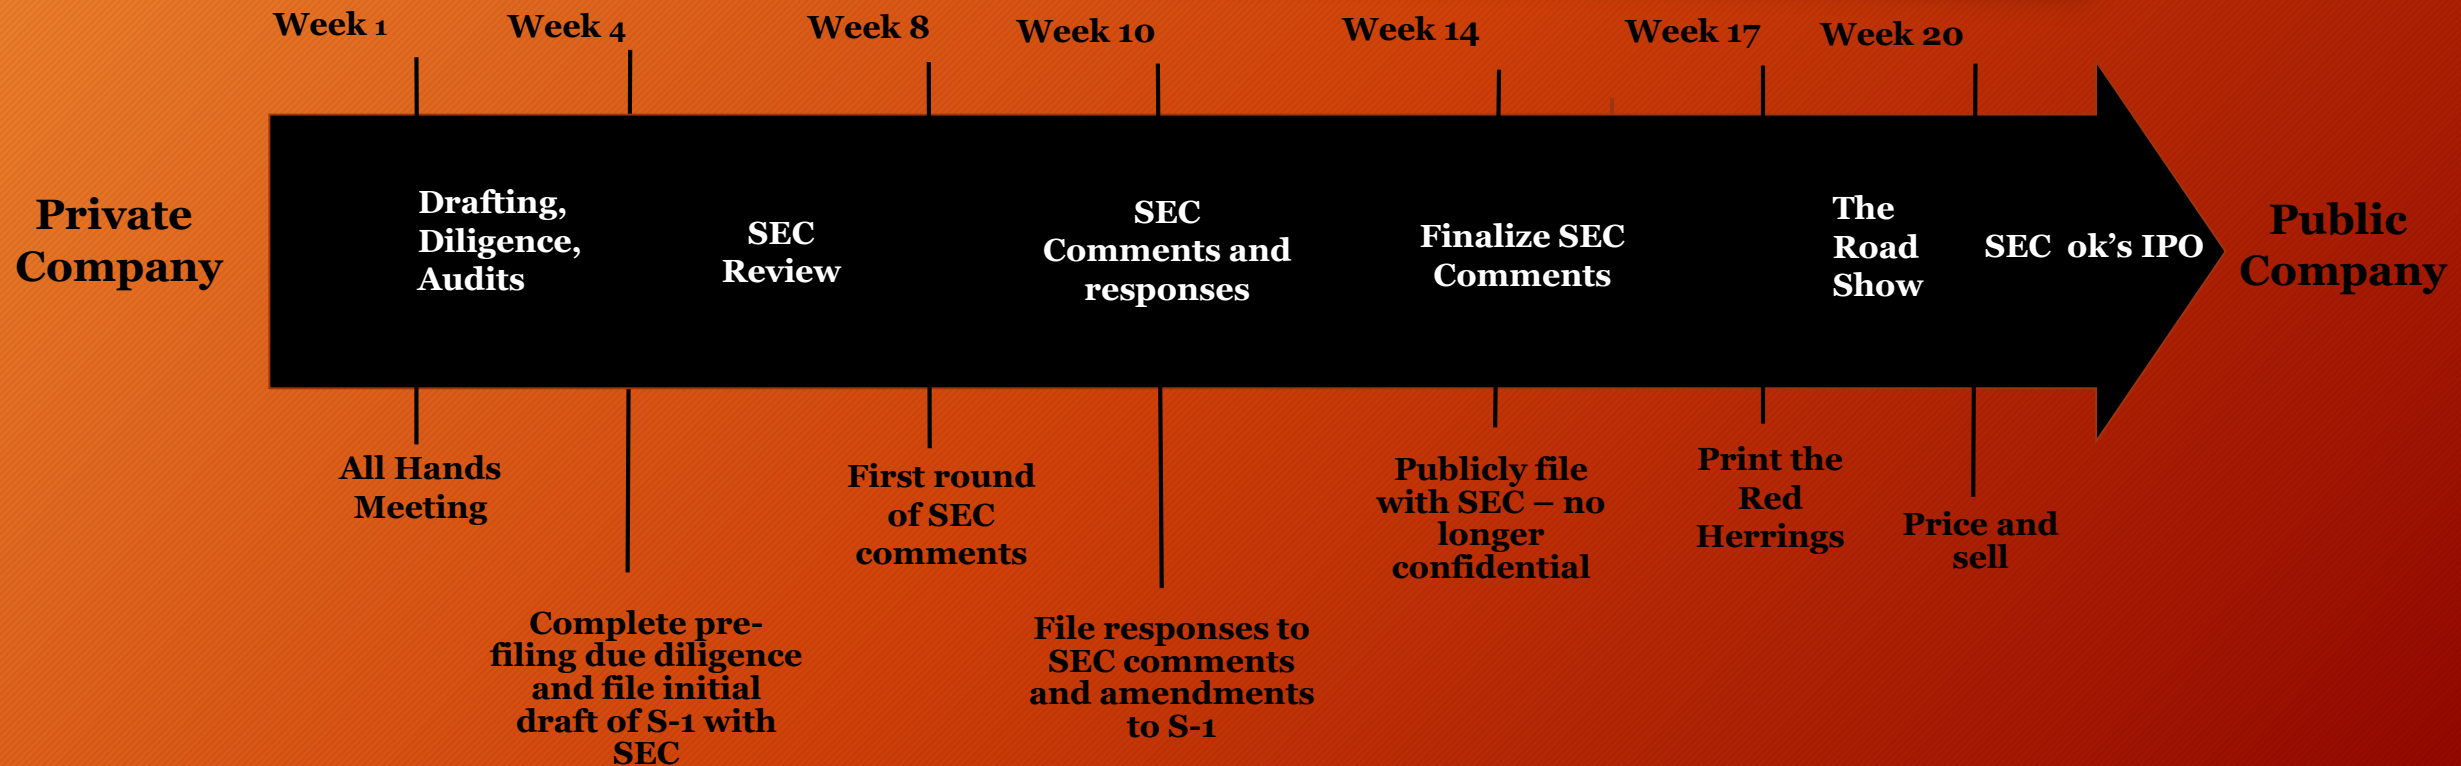 Week 1
Week 4
Week 8
Week 10
Week 14
Week 17
Week 20
Private
Company
Drafting,
Diligence,
Audits
SEC
Review
SEC
Comments and
responses
Finalize SEC
Comments
The
Road
Show
SEC ok’s IPO
Public
Company
All Hands
Meeting
Complete pre-
filing due diligence
and file initial
draft of S-1 with
SEC
First round
of SEC
comments
File responses to
SEC comments
and amendments
to S-1
Publicly file
with SEC – no
longer
confidential
Print the
Red
Herrings
Price and
sell